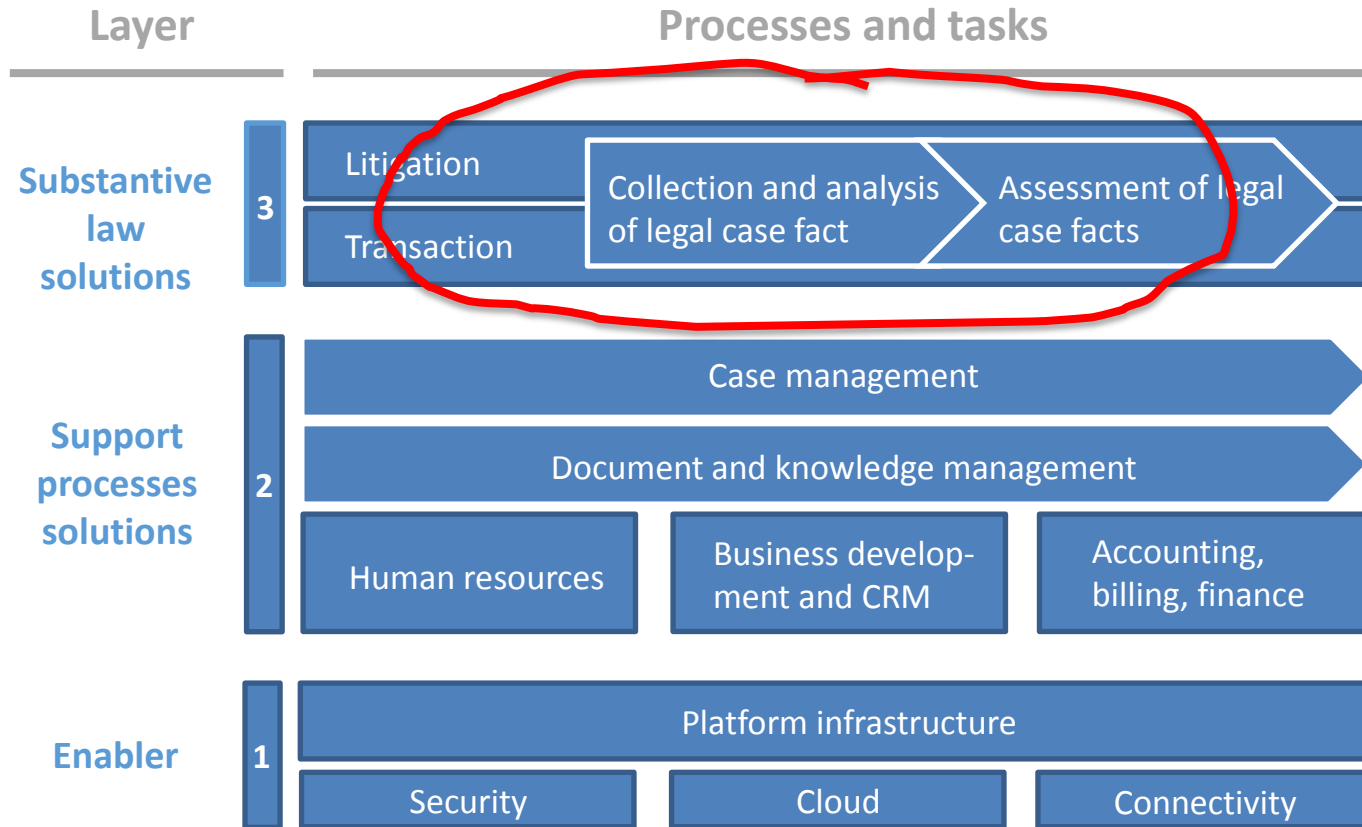 Layer
Processes and tasks
Substantive
law
solutions
3
Litigation
Transaction
Collection and analysis
of legal case fact
Assessment of legal
case facts
Support
processes
solutions
2
Case management
Document and knowledge management
Human resources
Business develop-
ment and CRM
Accounting,
billing, finance
Enabler
1
Platform infrastructure
Security
Cloud
Connectivity